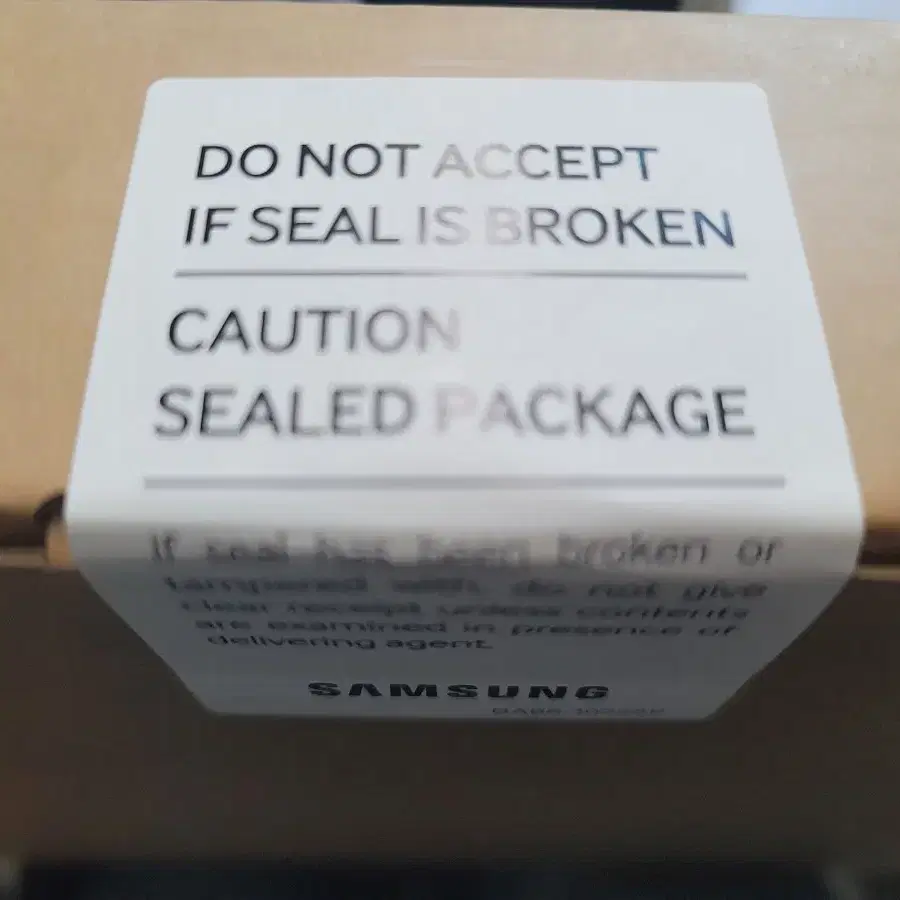 DO NOT ACCEPT
IF SEAL IS BROKEN
CAUTION
SEALED PACKAGE
If seal has been broken or
tampered with, do not give
clear receipt unless contents
are examined in presence of
delivering agent.
SAMSUNG